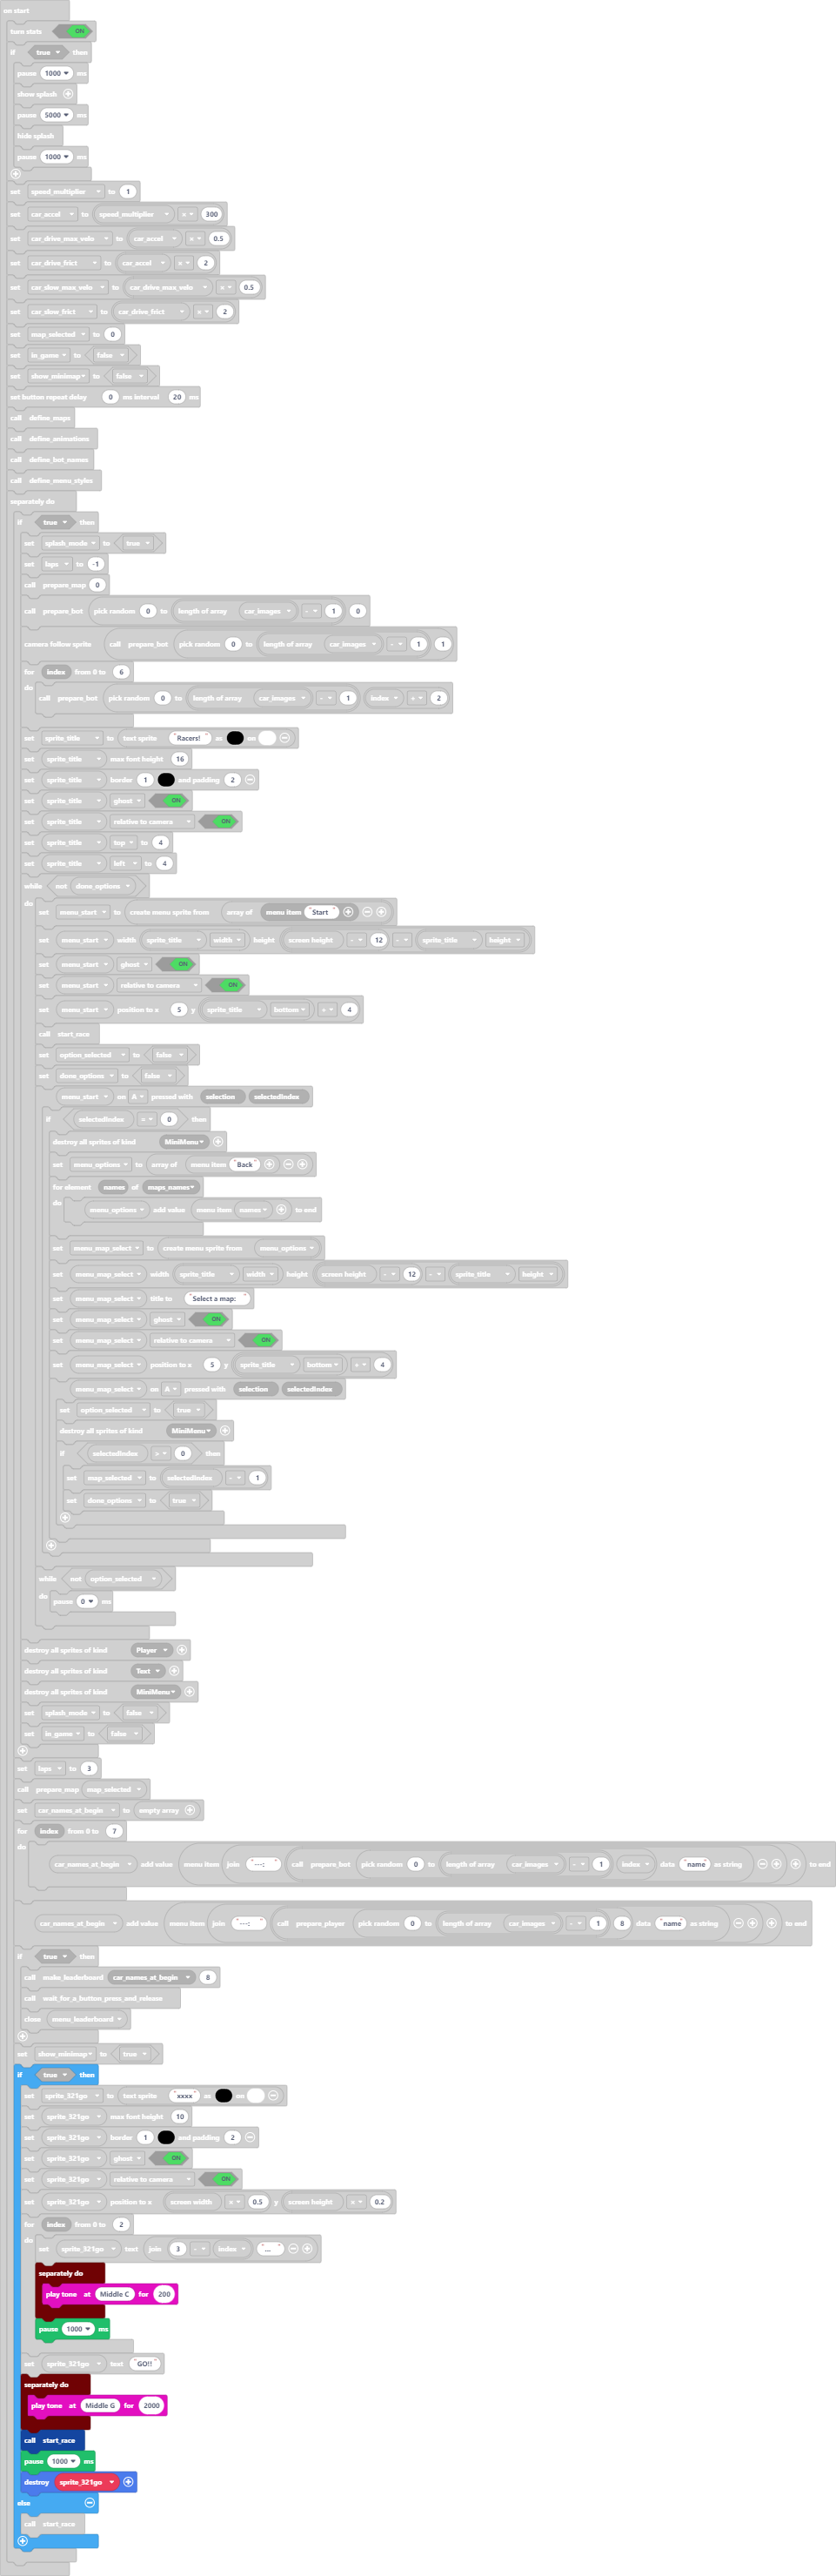 on start
turn stats ON
if true then
pause 1000 ms
show splash
pause 5000 ms
hide splash
pause 1000 ms
set speed_multiplier to 1
set car_accel to speed_multiplier × 300
set car_drive_max_velo to car_accel × 0.5
set car_drive_frict to car_accel × 2
set car_slow_max_velo to car_drive_max_velo × 0.5
set car_slow_frict to car_drive_frict × 2
set map_selected to 0
set in_game to false
set show_minimap to false
set button repeat delay 0 ms interval 20 ms
call define_maps
call define_animations
call define_bot_names
call define_menu_styles
separately do
if true then
set splash_mode to true
set laps to -1
call prepare_map 0
call prepare_bot pick random 0 to length of array car_images - 1 0
camera follow sprite call prepare_bot pick random 0 to length of array car_images - 1 1
for index from 0 to 6
do call prepare_bot pick random 0 to length of array car_images - 1 index + 2
set sprite_title to text sprite "Racers!" as on
set sprite_title max font height 16
set sprite_title border 1 and padding 2
set sprite_title ghost ON
set sprite_title relative to camera ON
set sprite_title top to 4
set sprite_title left to 4
while not done_options
do
set menu_start to create menu sprite from array of menu item "Start"
set menu_start width sprite_title width height screen height - 12 - sprite_title height
set menu_start ghost ON
set menu_start relative to camera ON
set menu_start position to x 5 y sprite_title bottom + 4
call start_race
set option_selected to false
set done_options to false
menu_start on A pressed with selection selectedIndex
if selectedIndex = 0 then
destroy all sprites of kind MiniMenu
set menu_options to array of menu item "Back"
for element names of maps_names
do menu_options add value menu item names to end
set menu_map_select to create menu sprite from menu_options
set menu_map_select width sprite_title width height screen height - 12 - sprite_title height
set menu_map_select title to "Select a map:"
set menu_map_select ghost ON
set menu_map_select relative to camera ON
set menu_map_select position to x 5 y sprite_title bottom + 4
menu_map_select on A pressed with selection selectedIndex
set option_selected to true
destroy all sprites of kind MiniMenu
if selectedIndex > 0 then
set map_selected to selectedIndex - 1
set done_options to true
while not option_selected
do pause 0 ms
destroy all sprites of kind Player
destroy all sprites of kind Text
destroy all sprites of kind MiniMenu
set splash_mode to false
set in_game to false
set laps to 3
call prepare_map map_selected
set car_names_at_begin to empty array
for index from 0 to 7
do car_names_at_begin add value menu item join "---: " call prepare_bot pick random 0 to length of array car_images - 1 index data "name" as string to end
car_names_at_begin add value menu item join "---: " call prepare_player pick random 0 to length of array car_images - 1 8 data "name" as string to end
if true then
call make_leaderboard car_names_at_begin 8
call wait_for_a_button_press_and_release
close menu_leaderboard
set show_minimap to true
if true then
set sprite_321go to text sprite "xxxx" as on
set sprite_321go max font height 10
set sprite_321go border 1 and padding 2
set sprite_321go ghost ON
set sprite_321go relative to camera ON
set sprite_321go position to x screen width × 0.5 y screen height × 0.2
for index from 0 to 2
do set sprite_321go text join 3 - index "..."
separately do
play tone at Middle C for 200
pause 1000 ms
set sprite_321go text "GO!!"
separately do
play tone at Middle G for 2000
call start_race
pause 1000 ms
destroy sprite_321go
else
call start_race